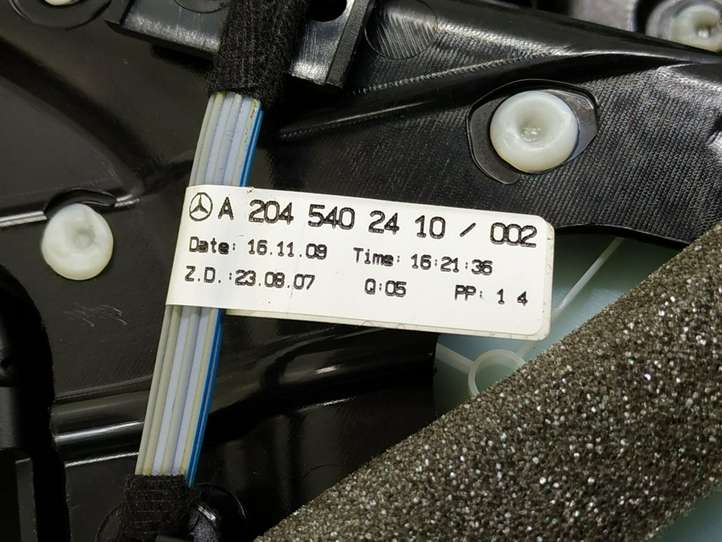 A 204 540 24 10 / 002
Date: 16.11.09 Time: 16:21:36
Z.D.:23.08.07 Q:05 PP: 1 4